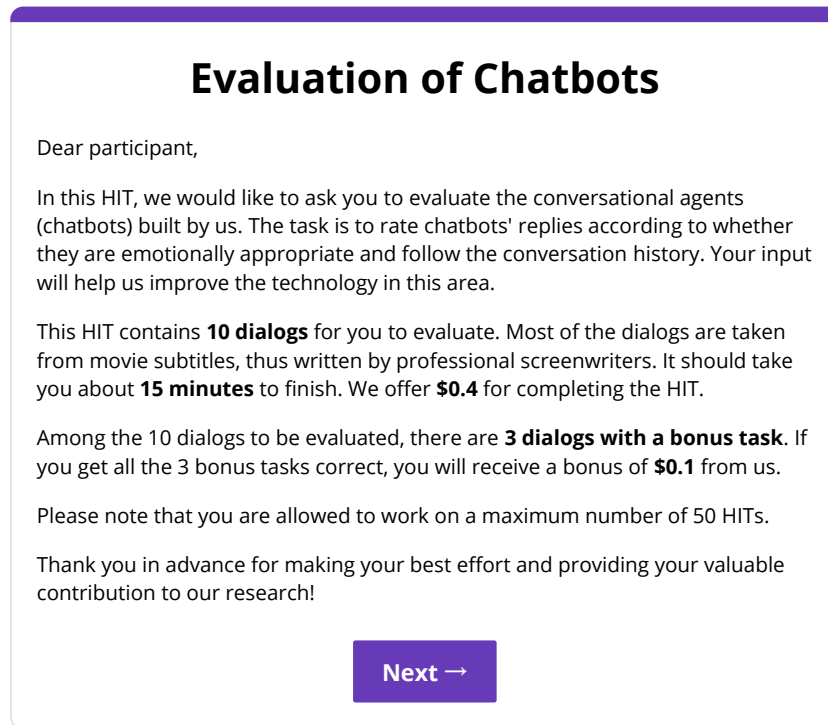 Evaluation of Chatbots
Dear participant,
In this HIT, we would like to ask you to evaluate the conversational agents
(chatbots) built by us. The task is to rate chatbots' replies according to whether
they are emotionally appropriate and follow the conversation history. Your input
will help us improve the technology in this area.
This HIT contains 10 dialogs for you to evaluate. Most of the dialogs are taken
from movie subtitles, thus written by professional screenwriters. It should take
you about 15 minutes to finish. We offer $0.4 for completing the HIT.
Among the 10 dialogs to be evaluated, there are 3 dialogs with a bonus task. If
you get all the 3 bonus tasks correct, you will receive a bonus of $0.1 from us.
Please note that you are allowed to work on a maximum number of 50 HITs.
Thank you in advance for making your best effort and providing your valuable
contribution to our research!
Next →